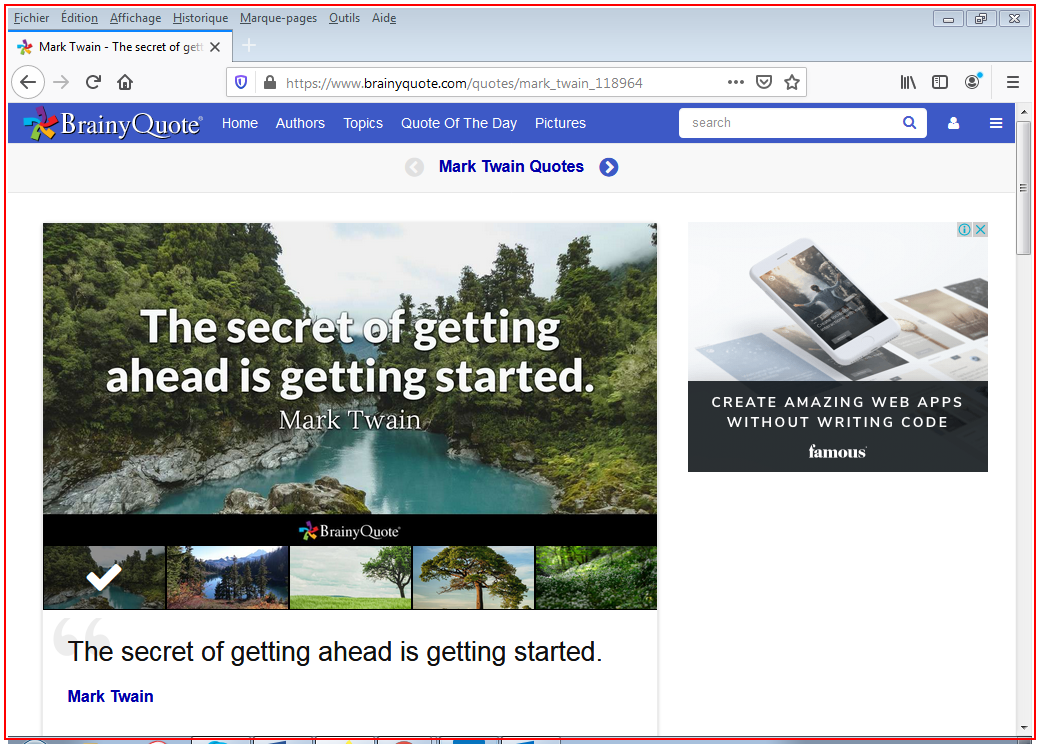 Fichier Édition Affichage Historique Marque-pages Outils Aide
Mark Twain - The secret of gett
https://www.brainyquote.com/quotes/mark_twain_118964
BrainyQuote Home Authors Topics Quote Of The Day Pictures search
Mark Twain Quotes
The secret of getting
ahead is getting started.
Mark Twain
BrainyQuote
CREATE AMAZING WEB APPS
WITHOUT WRITING CODE
famous
The secret of getting ahead is getting started.
Mark Twain